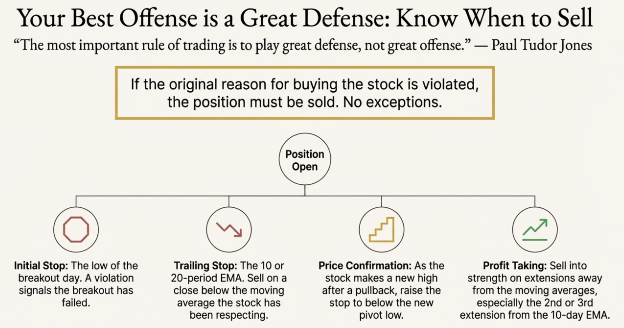 Your Best Offense is a Great Defense: Know When to Sell
“The most important rule of trading is to play great defense, not great offense.” — Paul Tudor Jones
If the original reason for buying the stock is violated,
the position must be sold. No exceptions.
Position
Open
Initial Stop: The low of the
breakout day. A violation
signals the breakout has
failed.
Trailing Stop: The 10 or
20-period EMA. Sell on a
close below the moving
average the stock has
been respecting.
Price Confirmation: As the
stock makes a new high
after a pullback, raise the
stop to below the new
pivot low.
Profit Taking: Sell into
strength on extensions away
from the moving averages,
especially the 2nd or 3rd
extension from the 10-day EMA.